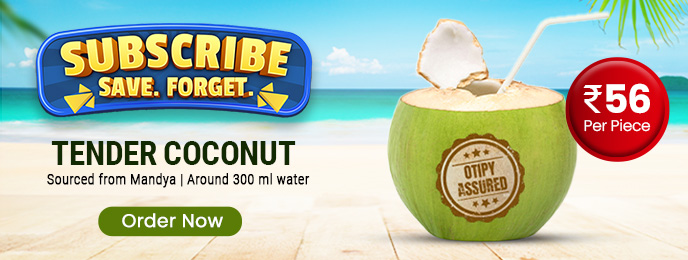 SUBSCRIBE
SAVE. FORGET.
TENDER COCONUT
Sourced from Mandya | Around 300 ml water
Order Now
OTIPY
ASSURED
₹56
Per Piece